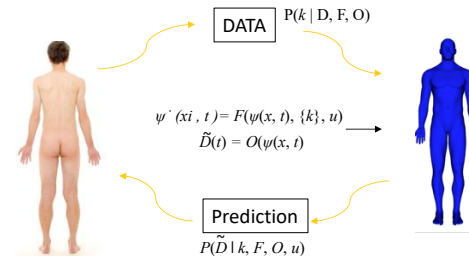 DATA
P(k | D, F, O)
ψ˙ (xi , t )= F(ψ(x, t), {k}, u)
D̃(t) = O(ψ(x, t)
Prediction
P(D̃ | k, F, O, u)